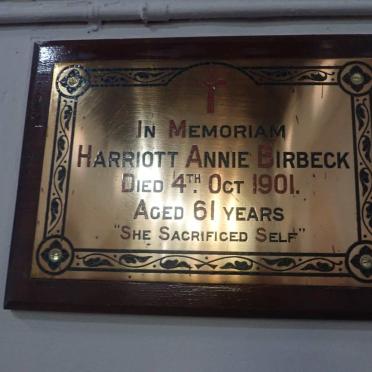 In Memoriam
Harriott Annie Birbeck
Died 4TH Oct 1901.
Aged 61 years
"She Sacrificed Self"